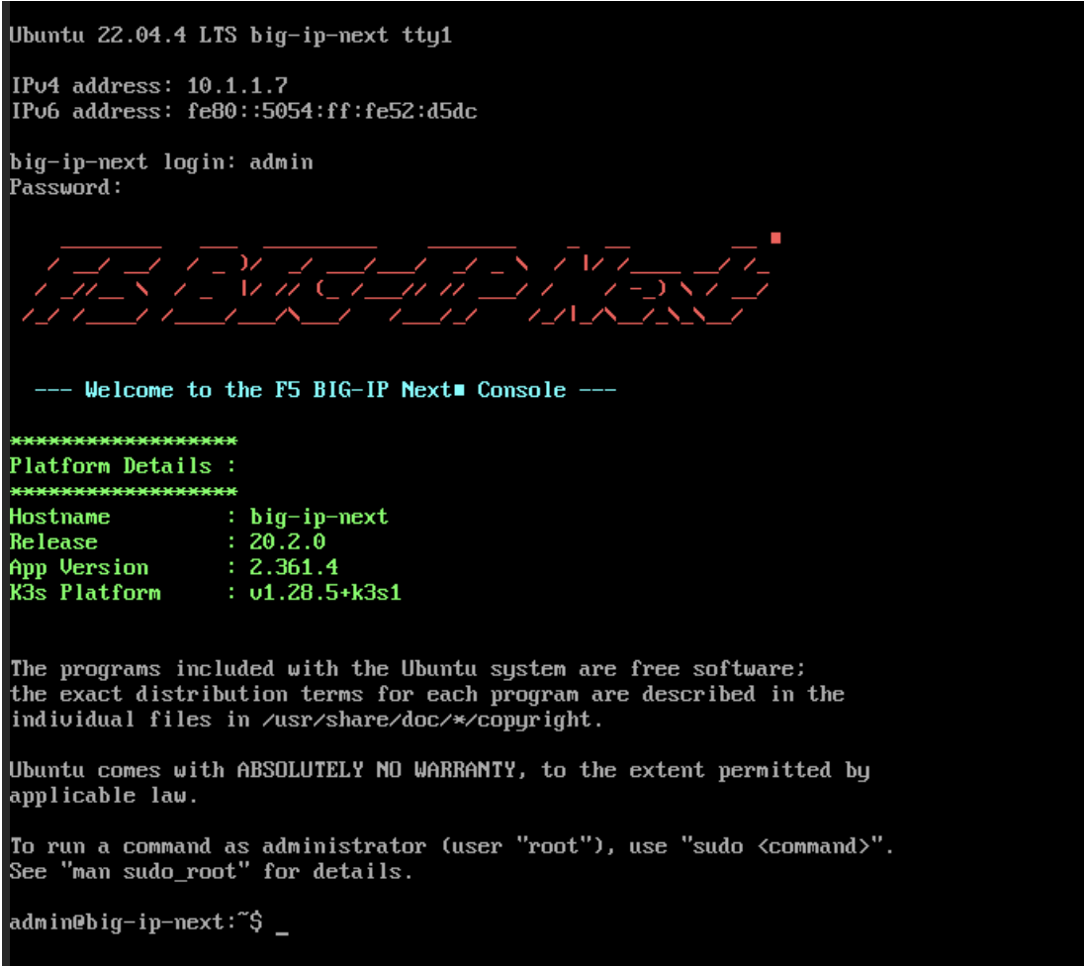 Ubuntu 22.04.4 LTS big-ip-next tty1
IPv4 address: 10.1.1.7
IPv6 address: fe80::5054:ff:fe52:d5dc
big-ip-next login: admin
Password:
F5 BIG-IP Next
--- Welcome to the F5 BIG-IP Next■ Console ---
******************
Platform Details :
******************
Hostname : big-ip-next
Release : 20.2.0
App Version : 2.361.4
K3s Platform : v1.28.5+k3s1
The programs included with the Ubuntu system are free software;
the exact distribution terms for each program are described in the
individual files in /usr/share/doc/*/copyright.
Ubuntu comes with ABSOLUTELY NO WARRANTY, to the extent permitted by
applicable law.
To run a command as administrator (user "root"), use "sudo <command>".
See "man sudo_root" for details.
admin@big-ip-next:~$ _